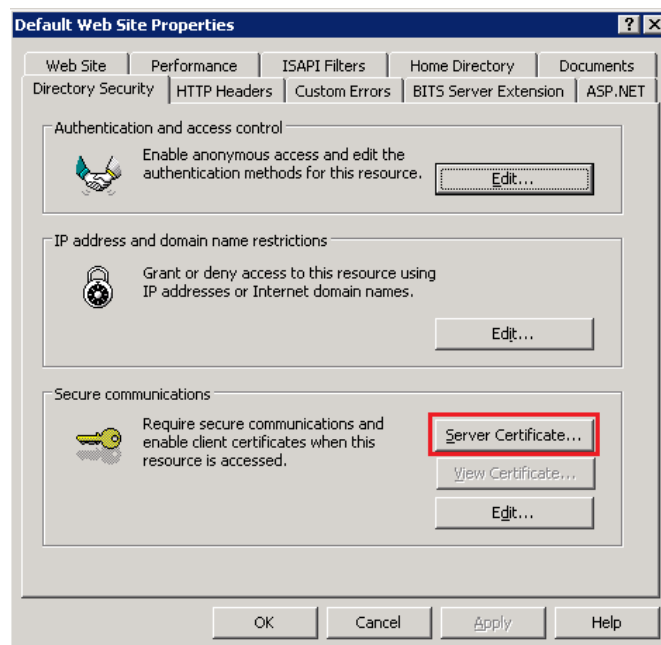 Default Web Site Properties
Web Site
Performance
ISAPI Filters
Home Directory
Documents
Directory Security
HTTP Headers
Custom Errors
BITS Server Extension
ASP.NET
Authentication and access control
Enable anonymous access and edit the
authentication methods for this resource.
Edit...
IP address and domain name restrictions
Grant or deny access to this resource using
IP addresses or Internet domain names.
Edit...
Secure communications
Require secure communications and
enable client certificates when this
resource is accessed.
Server Certificate...
View Certificate...
Edit...
OK
Cancel
Apply
Help